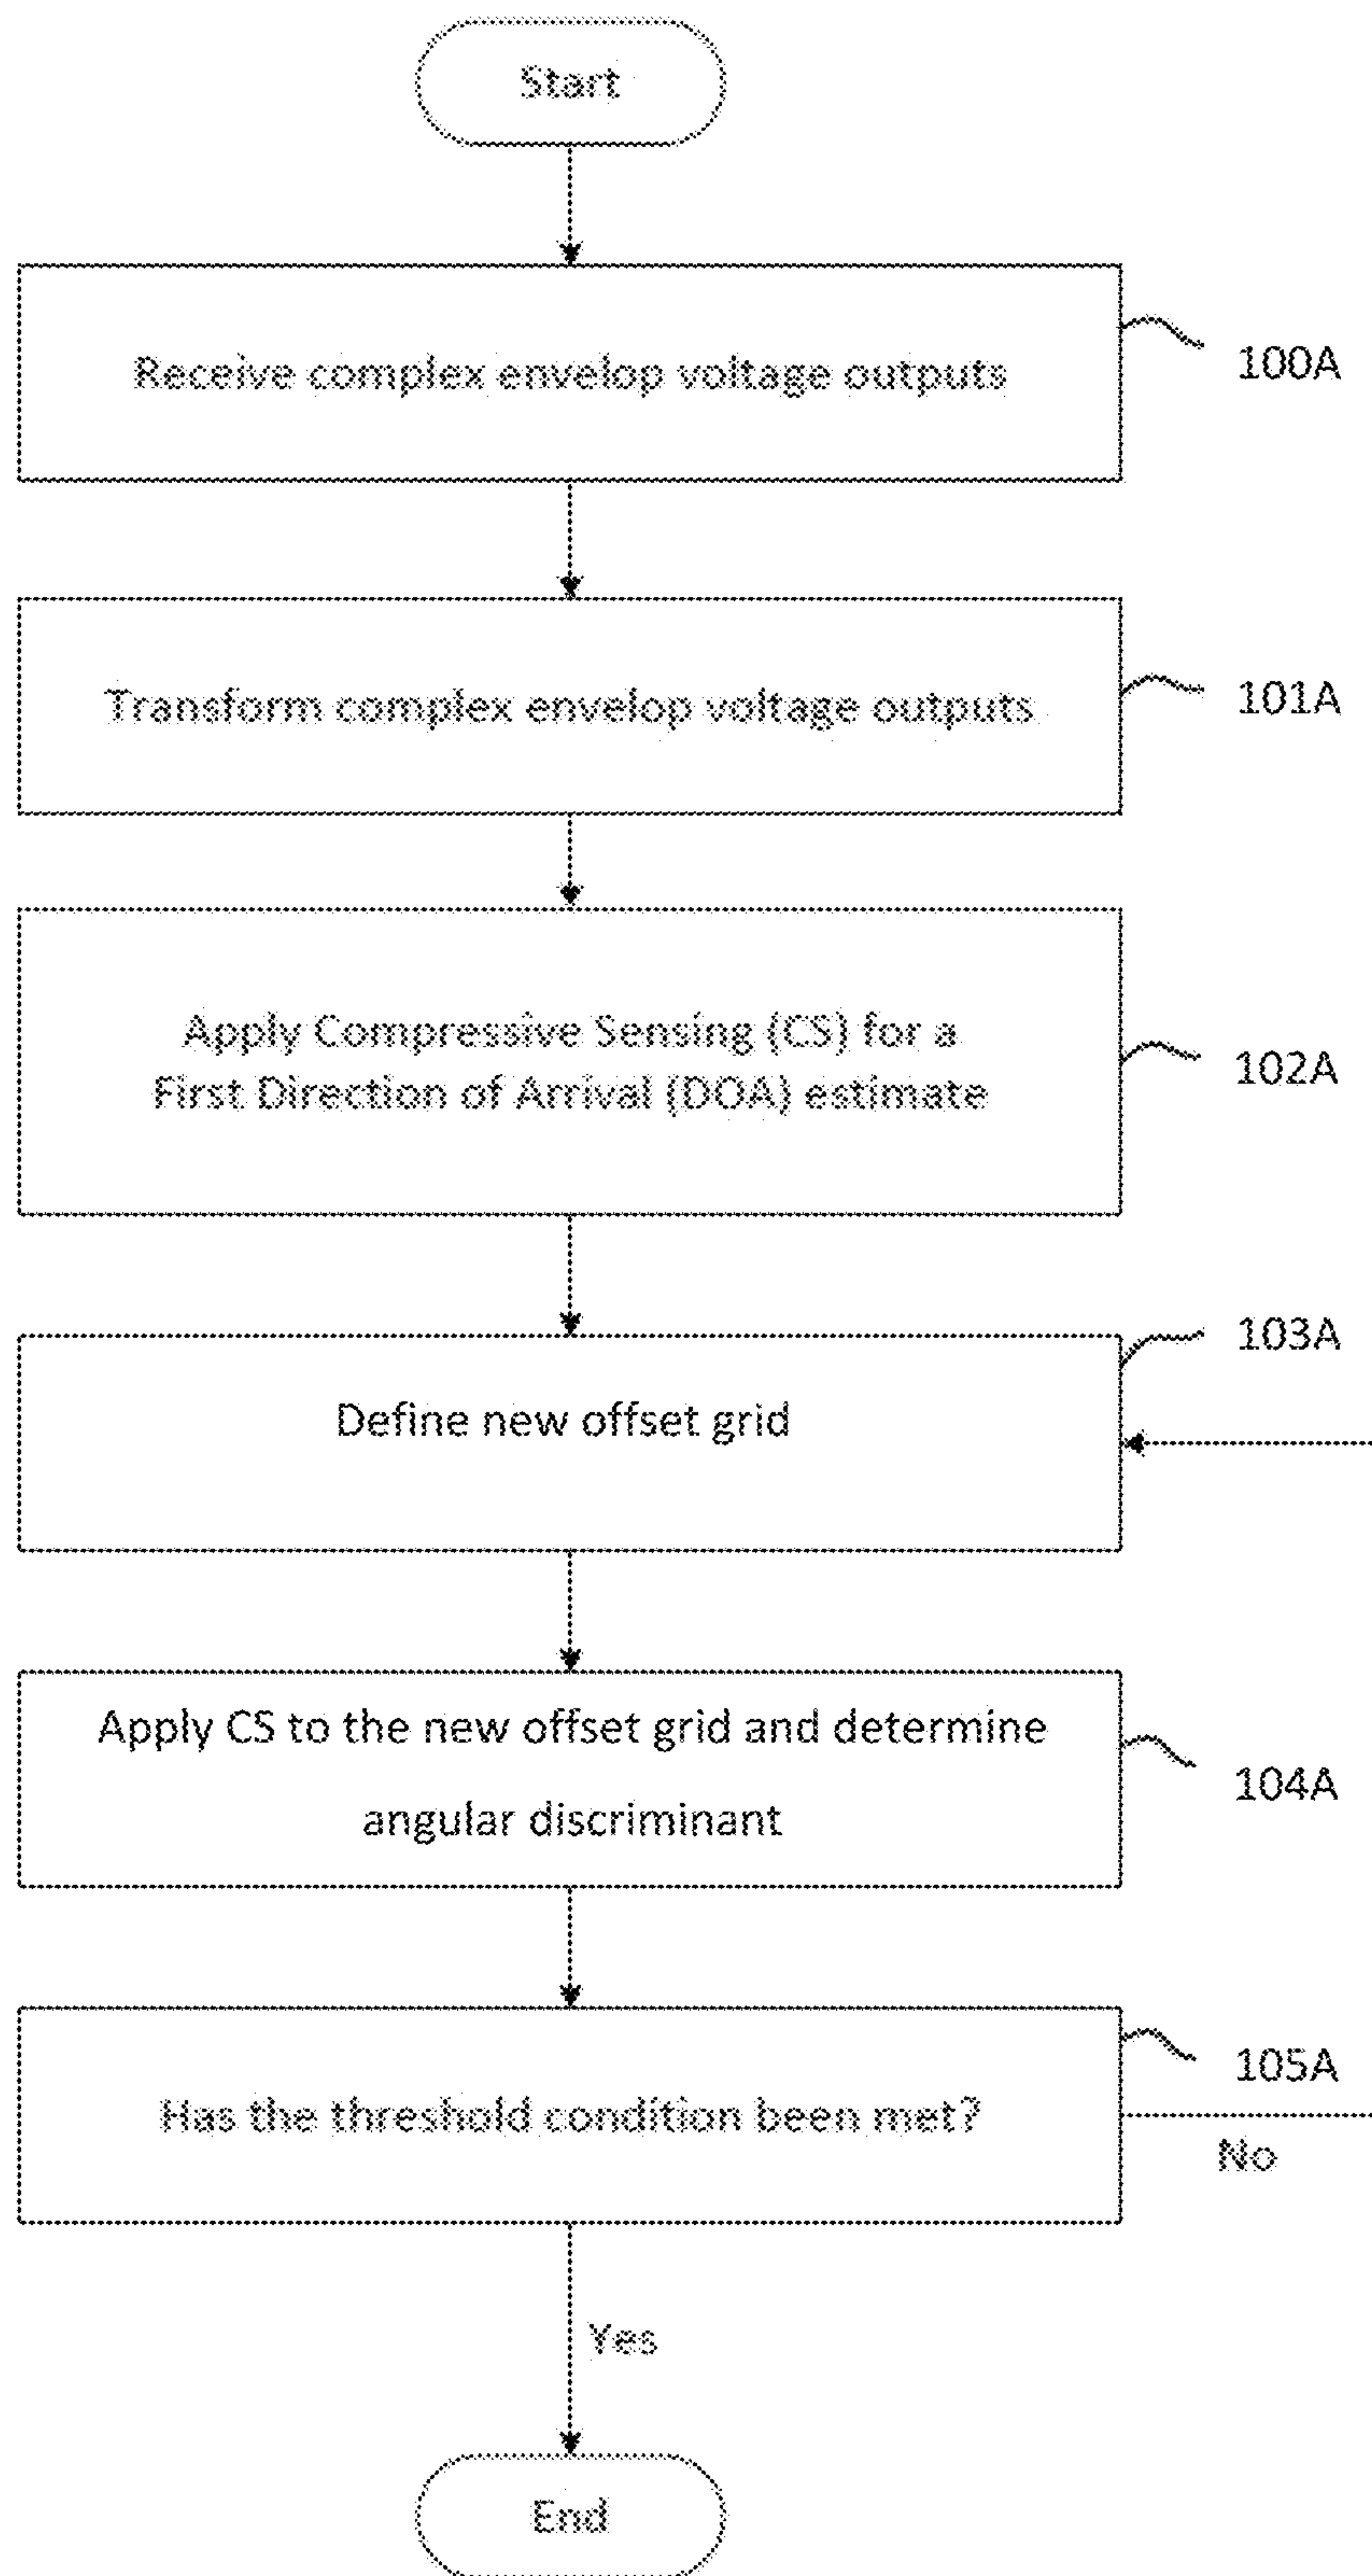 Start
Receive complex envelop voltage outputs
100A
Transform complex envelop voltage outputs
101A
Apply Compressive Sensing (CS) for a
First Direction of Arrival (DOA) estimate
102A
103A
Define new offset grid
Apply CS to the new offset grid and determine
angular discriminant
104A
105A
Has the threshold condition been met?
No
Yes
End